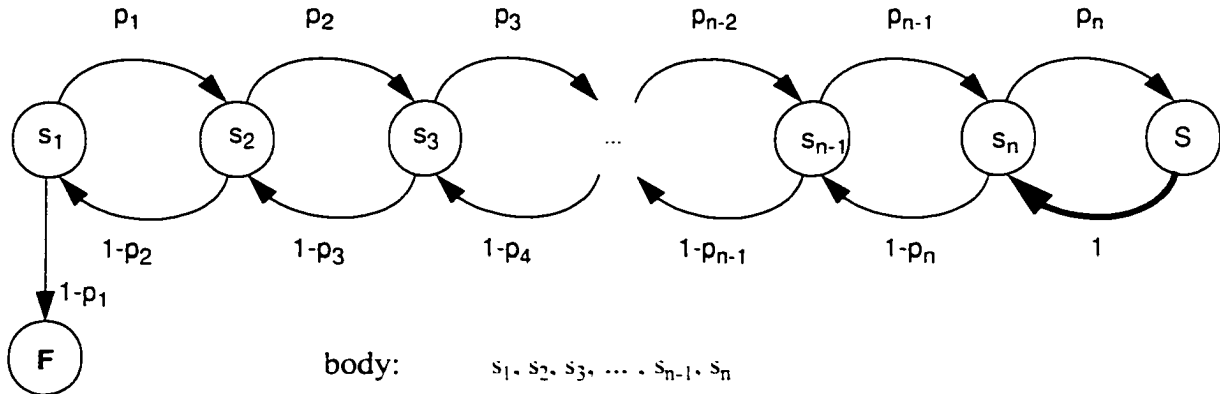 p₁ p₂ p₃ pₙ₋₂ pₙ₋₁ pₙ
s₁ s₂ s₃ ... sₙ₋₁ sₙ S
1-p₂ 1-p₃ 1-p₄ 1-pₙ₋₁ 1-pₙ 1
1-p₁
F
body: s₁, s₂, s₃, ... , sₙ₋₁, sₙ